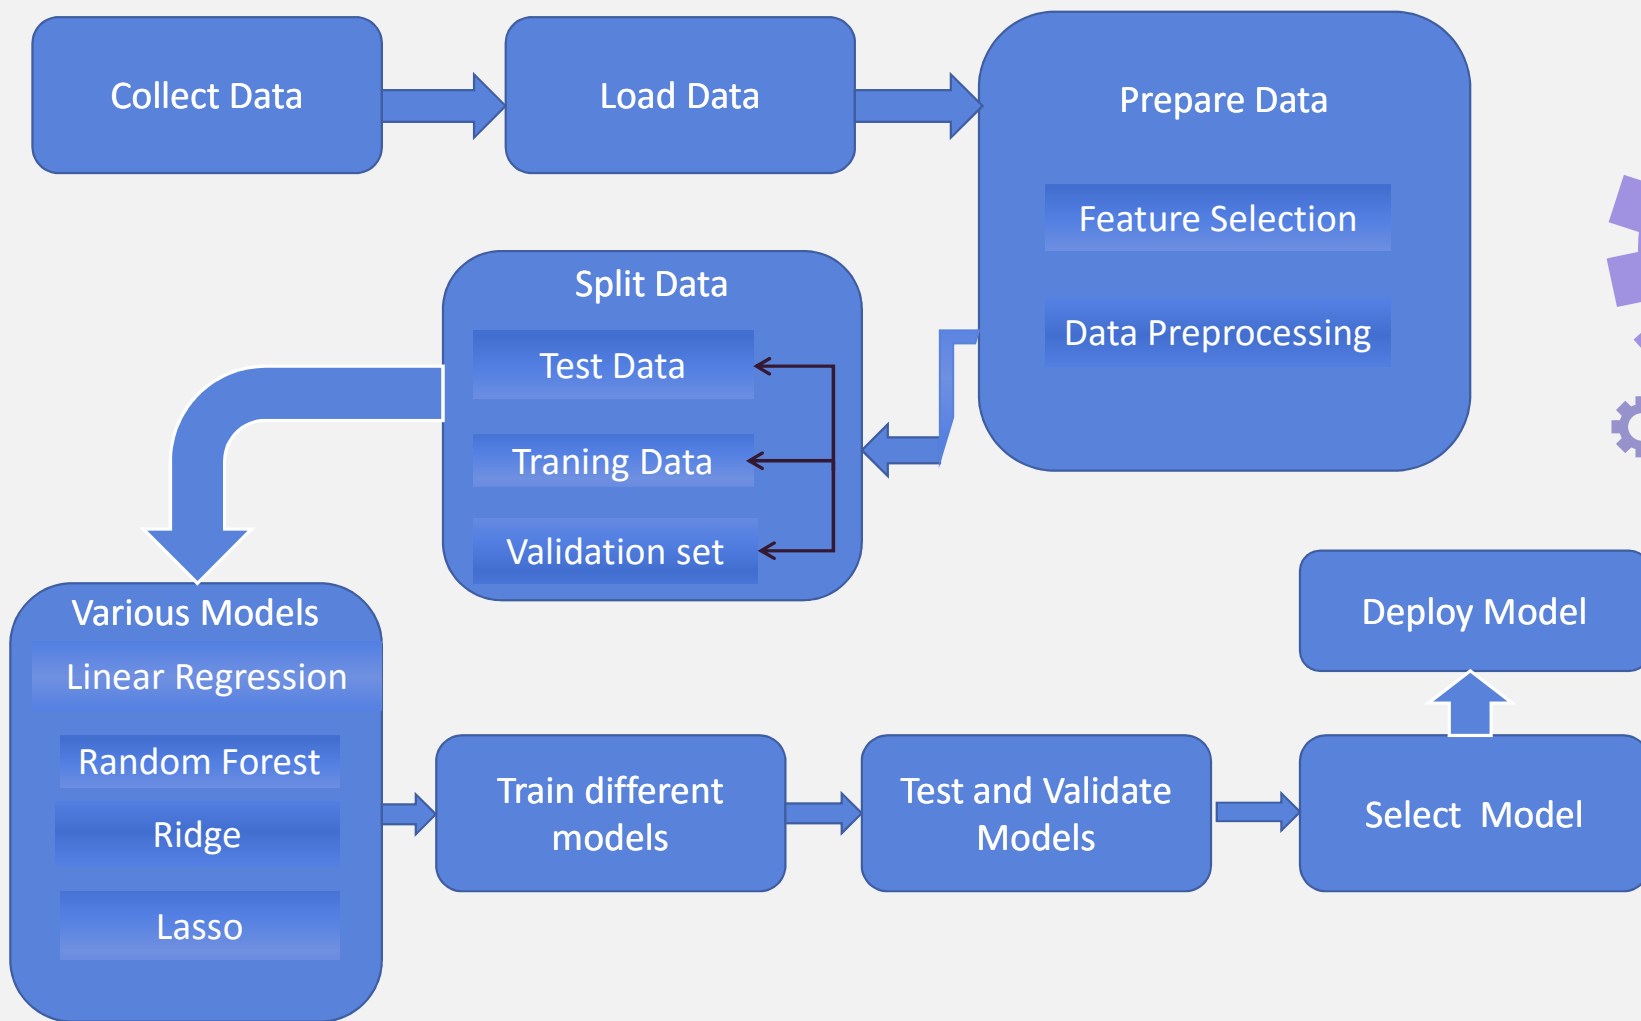 Collect Data
Load Data
Prepare Data
Feature Selection
Data Preprocessing
Split Data
Test Data
Traning Data
Validation set
Various Models
Linear Regression
Random Forest
Ridge
Lasso
Train different
models
Test and Validate
Models
Select  Model
Deploy Model